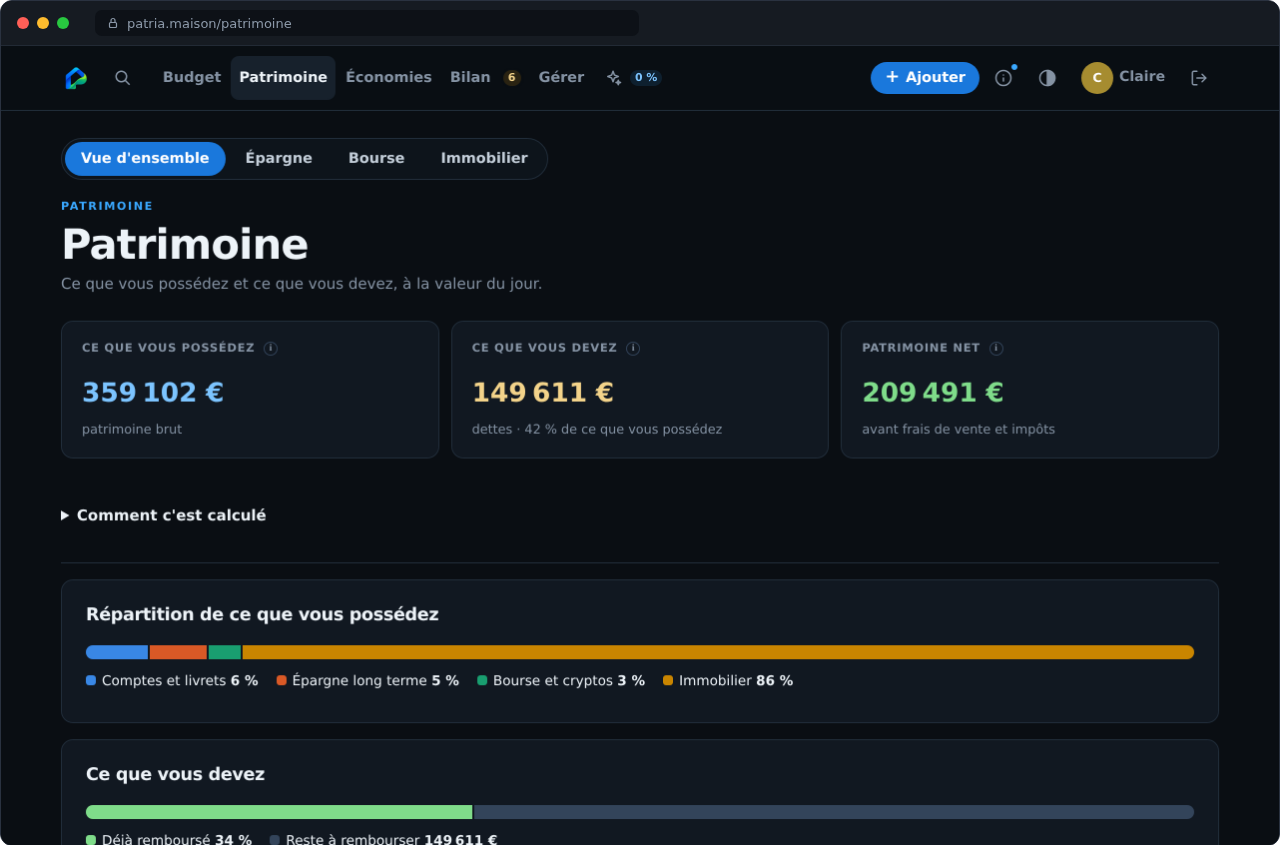 patria.maison/patrimoine
Budget Patrimoine Économies Bilan 6 Gérer 0 % + Ajouter C Claire
Vue d'ensemble Épargne Bourse Immobilier
PATRIMOINE
Patrimoine
Ce que vous possédez et ce que vous devez, à la valeur du jour.
CE QUE VOUS POSSÉDEZ
359 102 €
patrimoine brut
CE QUE VOUS DEVEZ
149 611 €
dettes · 42 % de ce que vous possédez
PATRIMOINE NET
209 491 €
avant frais de vente et impôts
Comment c'est calculé
Répartition de ce que vous possédez
Comptes et livrets 6 % Épargne long terme 5 % Bourse et cryptos 3 % Immobilier 86 %
Ce que vous devez
Déjà remboursé 34 % Reste à rembourser 149 611 €